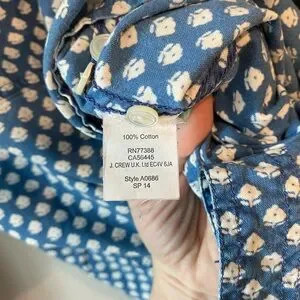 100% Cotton
RN77388
CA56445
J. CREW U.K. Ltd EC4V 6JA
Style A0686
SP 14